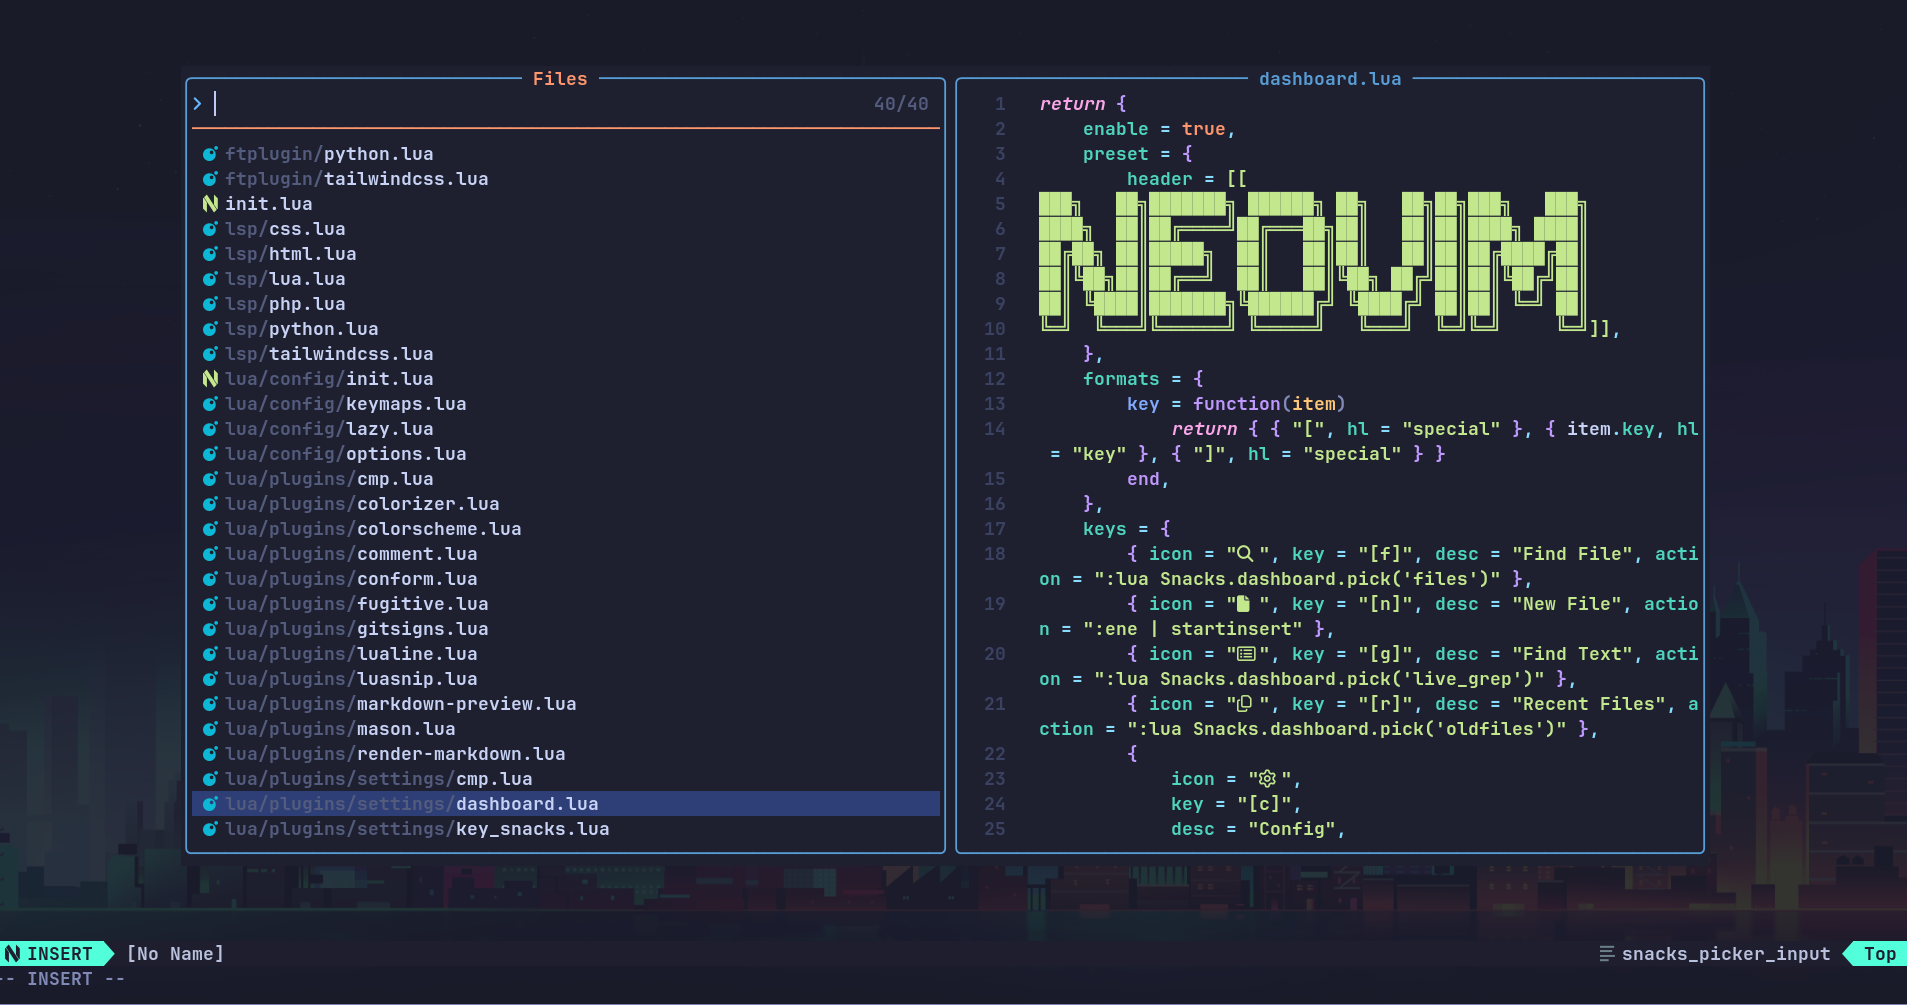 Files
40/40
ftplugin/python.lua
ftplugin/tailwindcss.lua
init.lua
lsp/css.lua
lsp/html.lua
lsp/lua.lua
lsp/php.lua
lsp/python.lua
lsp/tailwindcss.lua
lua/config/init.lua
lua/config/keymaps.lua
lua/config/lazy.lua
lua/config/options.lua
lua/plugins/cmp.lua
lua/plugins/colorizer.lua
lua/plugins/colorscheme.lua
lua/plugins/comment.lua
lua/plugins/conform.lua
lua/plugins/fugitive.lua
lua/plugins/gitsigns.lua
lua/plugins/lualine.lua
lua/plugins/luasnip.lua
lua/plugins/markdown-preview.lua
lua/plugins/mason.lua
lua/plugins/render-markdown.lua
lua/plugins/settings/cmp.lua
lua/plugins/settings/dashboard.lua
lua/plugins/settings/key_snacks.lua
dashboard.lua
1 return {
2 enable = true,
3 preset = {
4 header = [[
5
6
7 NEOVIM
8
9
10 ]],
11 },
12 formats = {
13 key = function(item)
14 return { { "[", hl = "special" }, { item.key, hl
= "key" }, { "]", hl = "special" } }
15 end,
16 },
17 keys = {
18 { icon = " ", key = "[f]", desc = "Find File", acti
on = ":lua Snacks.dashboard.pick('files')" },
19 { icon = " ", key = "[n]", desc = "New File", actio
n = ":ene | startinsert" },
20 { icon = " ", key = "[g]", desc = "Find Text", acti
on = ":lua Snacks.dashboard.pick('live_grep')" },
21 { icon = " ", key = "[r]", desc = "Recent Files", a
ction = ":lua Snacks.dashboard.pick('oldfiles')" },
22 {
23 icon = " ",
24 key = "[c]",
25 desc = "Config",
INSERT [No Name]
snacks_picker_input Top
-- INSERT --